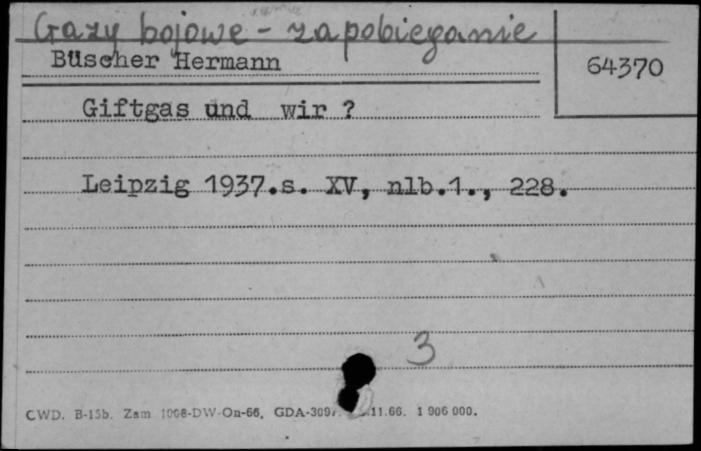 Gazy bojowe - zapobieganie
Büscher Hermann
64370
Giftgas und wir ?
Leipzig 1937.s. XV, nlb.1., 228.
3
CWD. B-15b. Zam 1008-DW-On-66, GDA-309 .11.66. 1 906 000.